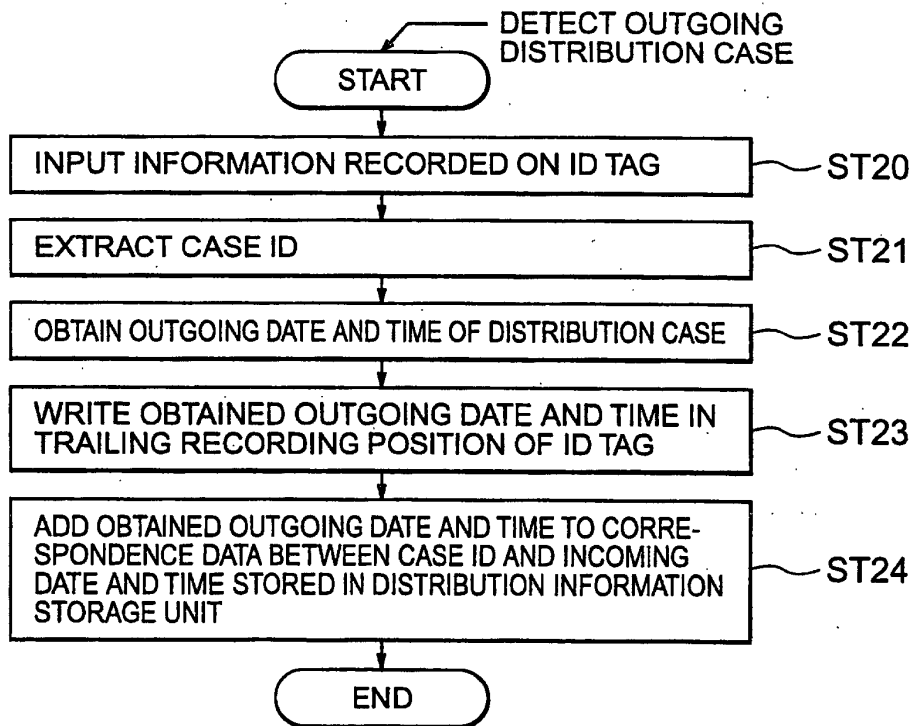 DETECT OUTGOING
DISTRIBUTION CASE
START
INPUT INFORMATION RECORDED ON ID TAG
ST20
EXTRACT CASE ID
ST21
OBTAIN OUTGOING DATE AND TIME OF DISTRIBUTION CASE
ST22
WRITE OBTAINED OUTGOING DATE AND TIME IN
TRAILING RECORDING POSITION OF ID TAG
ST23
ADD OBTAINED OUTGOING DATE AND TIME TO CORRE-
SPONDENCE DATA BETWEEN CASE ID AND INCOMING
DATE AND TIME STORED IN DISTRIBUTION INFORMATION
STORAGE UNIT
ST24
END